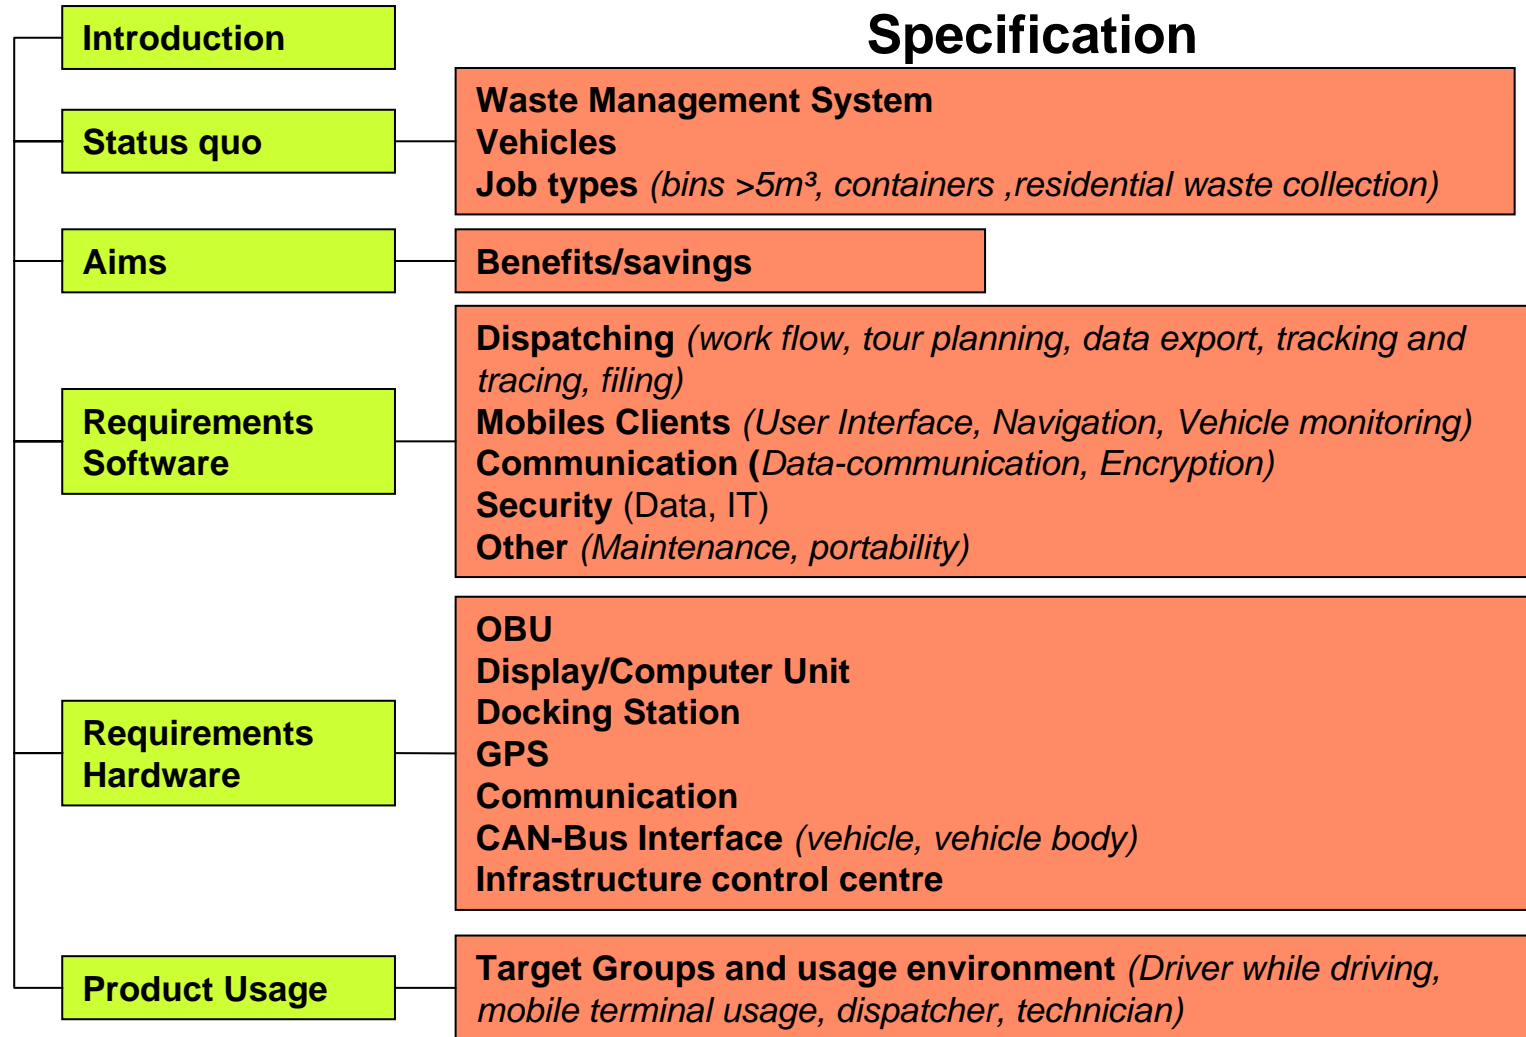 Specification
Introduction
Status quo
Waste Management System
Vehicles
Job types (bins >5m³, containers ,residential waste collection)
Aims
Benefits/savings
Requirements
Software
Dispatching (work flow, tour planning, data export, tracking and
tracing, filing)
Mobiles Clients (User Interface, Navigation, Vehicle monitoring)
Communication (Data-communication, Encryption)
Security (Data, IT)
Other (Maintenance, portability)
Requirements
Hardware
OBU
Display/Computer Unit
Docking Station
GPS
Communication
CAN-Bus Interface (vehicle, vehicle body)
Infrastructure control centre
Product Usage
Target Groups and usage environment (Driver while driving,
mobile terminal usage, dispatcher, technician)